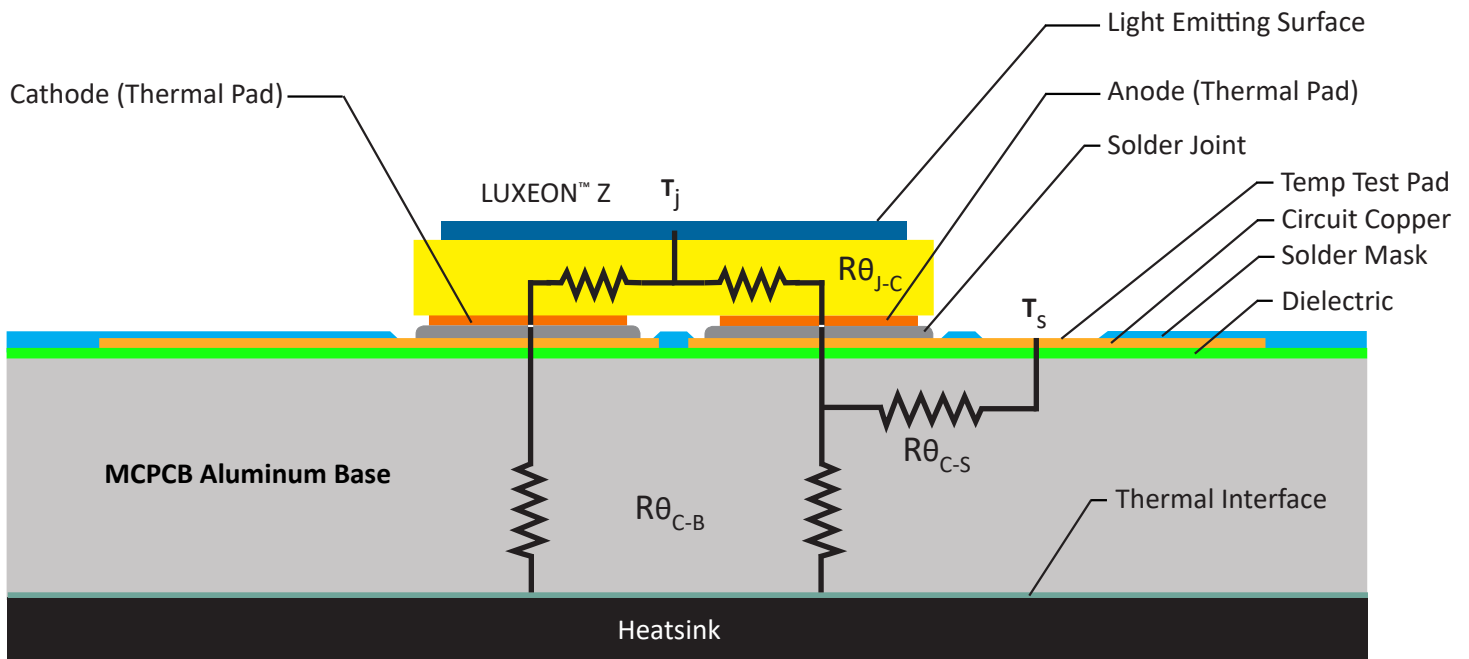 Light Emitting Surface
Cathode (Thermal Pad)
Anode (Thermal Pad)
Solder Joint
LUXEON™ Z
Tj
Temp Test Pad
Circuit Copper
Solder Mask
Dielectric
RθJ-C
Ts
RθC-S
MCPCB Aluminum Base
RθC-B
Thermal Interface
Heatsink